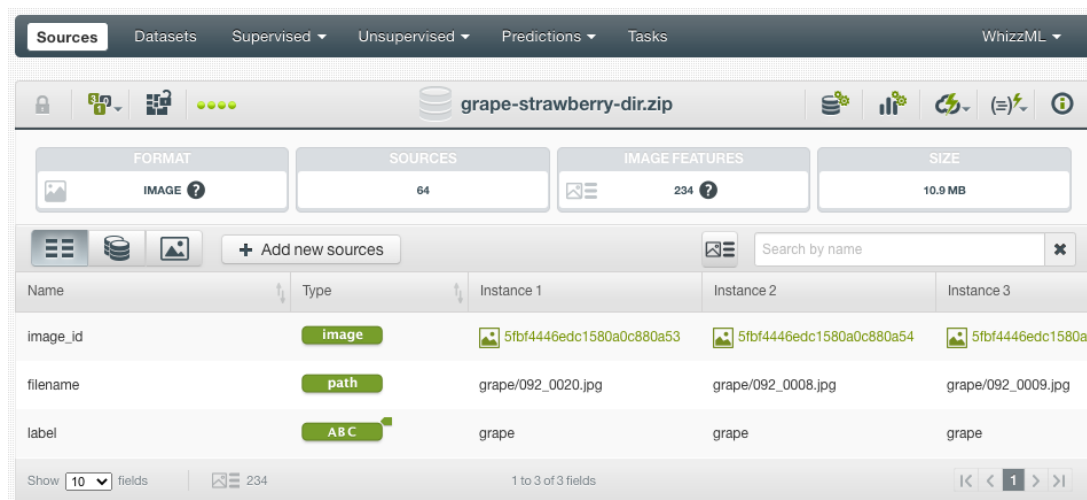 Sources Datasets Supervised Unsupervised Predictions Tasks WhizzML
grape-strawberry-dir.zip
FORMAT SOURCES IMAGE FEATURES SIZE
IMAGE ? 64 234 ? 10.9 MB
+ Add new sources Search by name
Name Type Instance 1 Instance 2 Instance 3
image_id image 5fbf4446edc1580a0c880a53 5fbf4446edc1580a0c880a54 5fbf4446edc1580a
filename path grape/092_0020.jpg grape/092_0008.jpg grape/092_0009.jpg
label ABC grape grape grape
Show 10 fields 234 1 to 3 of 3 fields 1